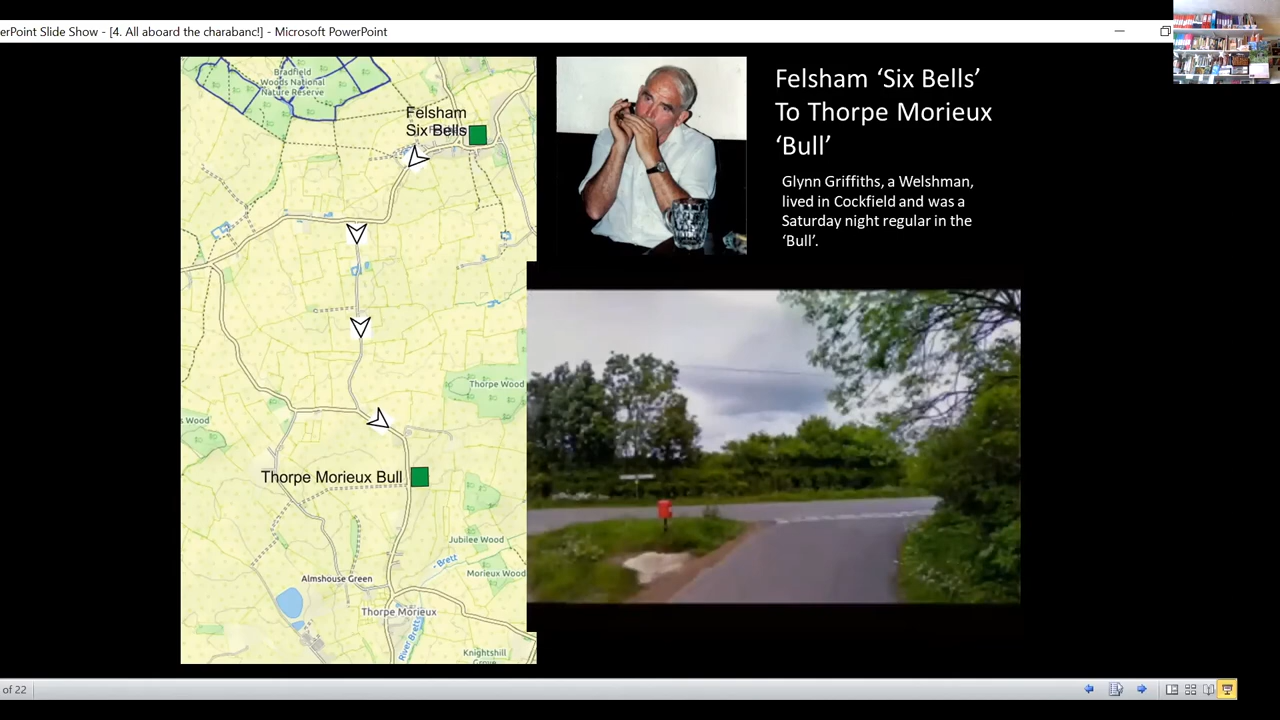 erPoint Slide Show - [4. All aboard the charabanc!] - Microsoft PowerPoint
Bradfield
Woods National
Nature Reserve
Felsham
Six Bells
Felsham 'Six Bells'
To Thorpe Morieux
'Bull'
Glynn Griffiths, a Welshman,
lived in Cockfield and was a
Saturday night regular in the
'Bull'.
Thorpe Wood
s Wood
Thorpe Morieux Bull
Jubilee Wood
Brett
Morieux Wood
Almshouse Green
Thorpe Morieux
River Brett
Knightshill
Grove
of 22